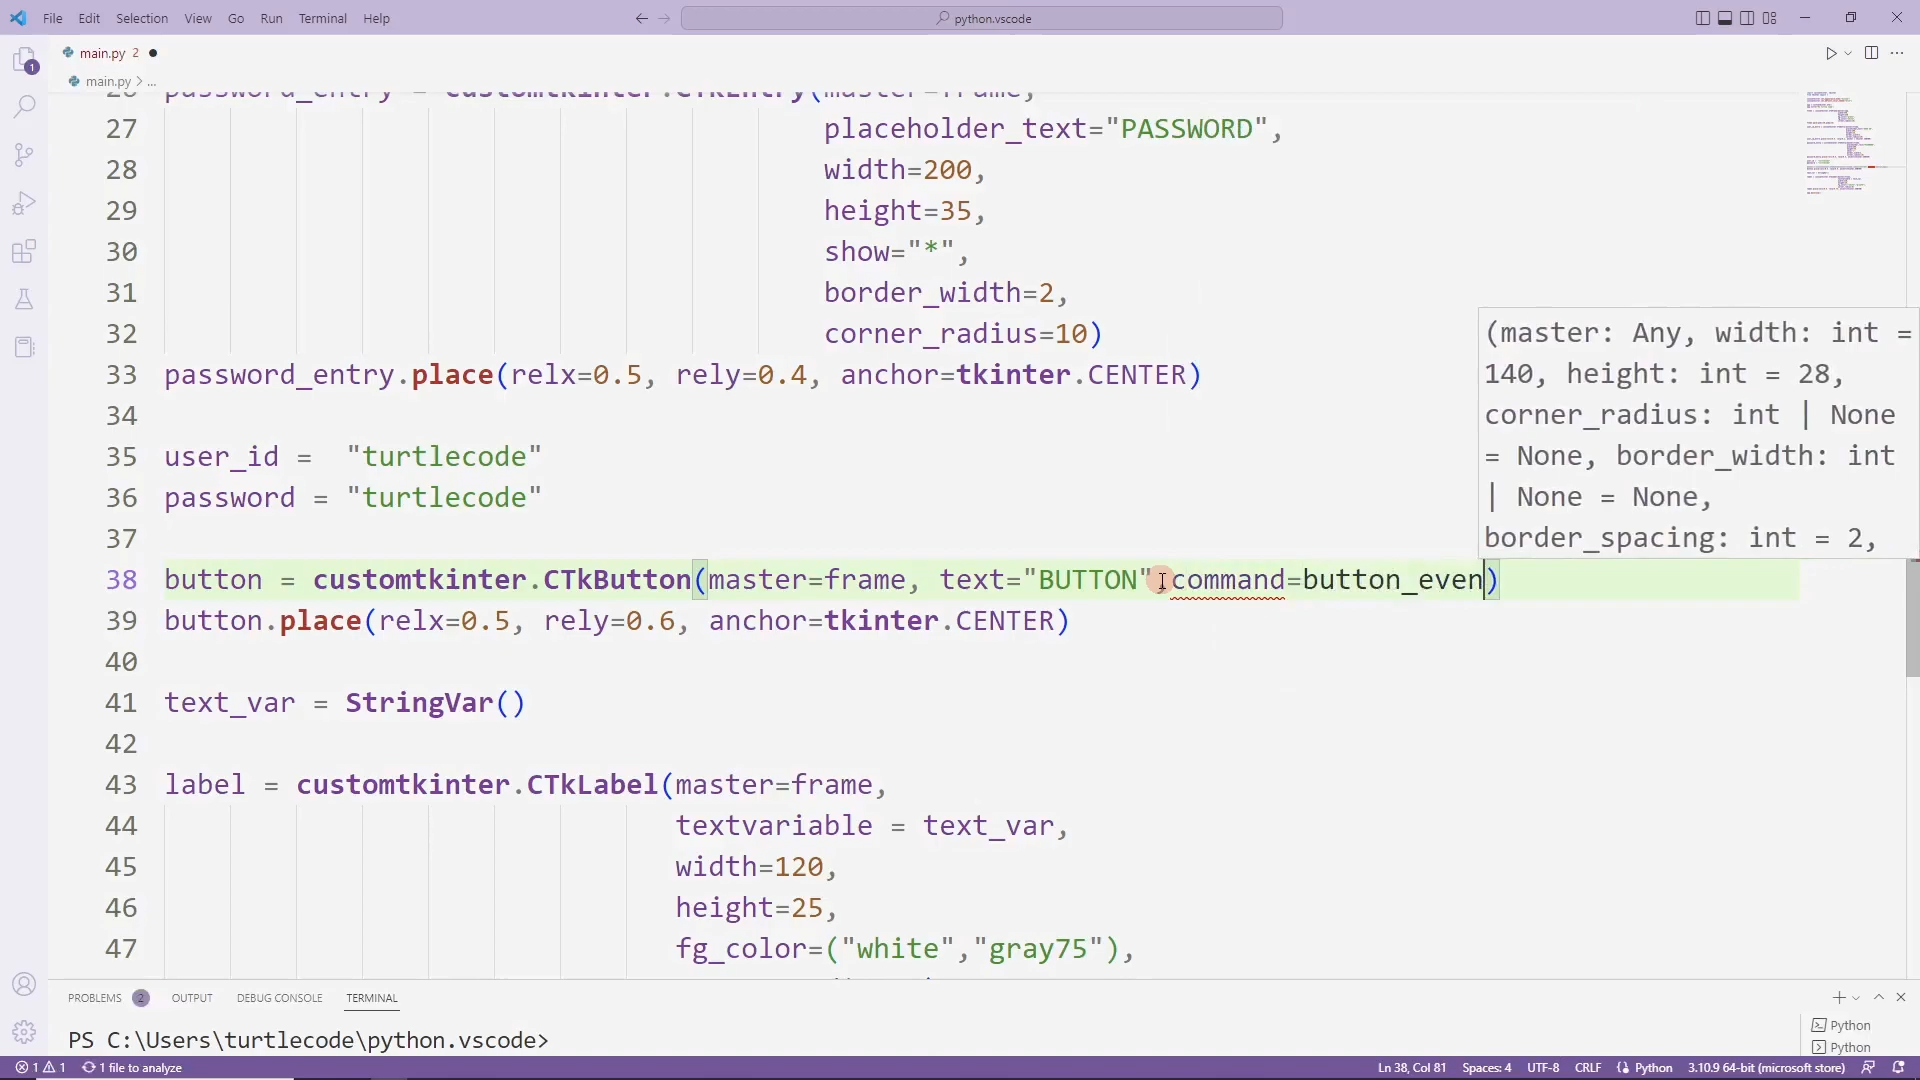 File Edit Selection View Go Run Terminal Help
python.vscode
main.py 2
main.py > ...
1
26 password_entry = customtkinter.CTkEntry(master=frame,
27 placeholder_text="PASSWORD",
28 width=200,
29 height=35,
30 show="*",
31 border_width=2,
32 corner_radius=10)
33 password_entry.place(relx=0.5, rely=0.4, anchor=tkinter.CENTER)
34
35 user_id =  "turtlecode"
36 password = "turtlecode"
37
38 button = customtkinter.CTkButton(master=frame, text="BUTTON",command=button_even)
39 button.place(relx=0.5, rely=0.6, anchor=tkinter.CENTER)
40
41 text_var = StringVar()
42
43 label = customtkinter.CTkLabel(master=frame,
44 textvariable = text_var,
45 width=120,
46 height=25,
47 fg_color=("white","gray75"),
(master: Any, width: int =
140, height: int = 28,
corner_radius: int | None
= None, border_width: int
| None = None,
border_spacing: int = 2,
PROBLEMS 2 OUTPUT DEBUG CONSOLE TERMINAL
PS C:\Users\turtlecode\python.vscode>
Python
Python
1 1 1 file to analyze
Ln 38, Col 81 Spaces: 4 UTF-8 CRLF Python 3.10.9 64-bit (microsoft store)